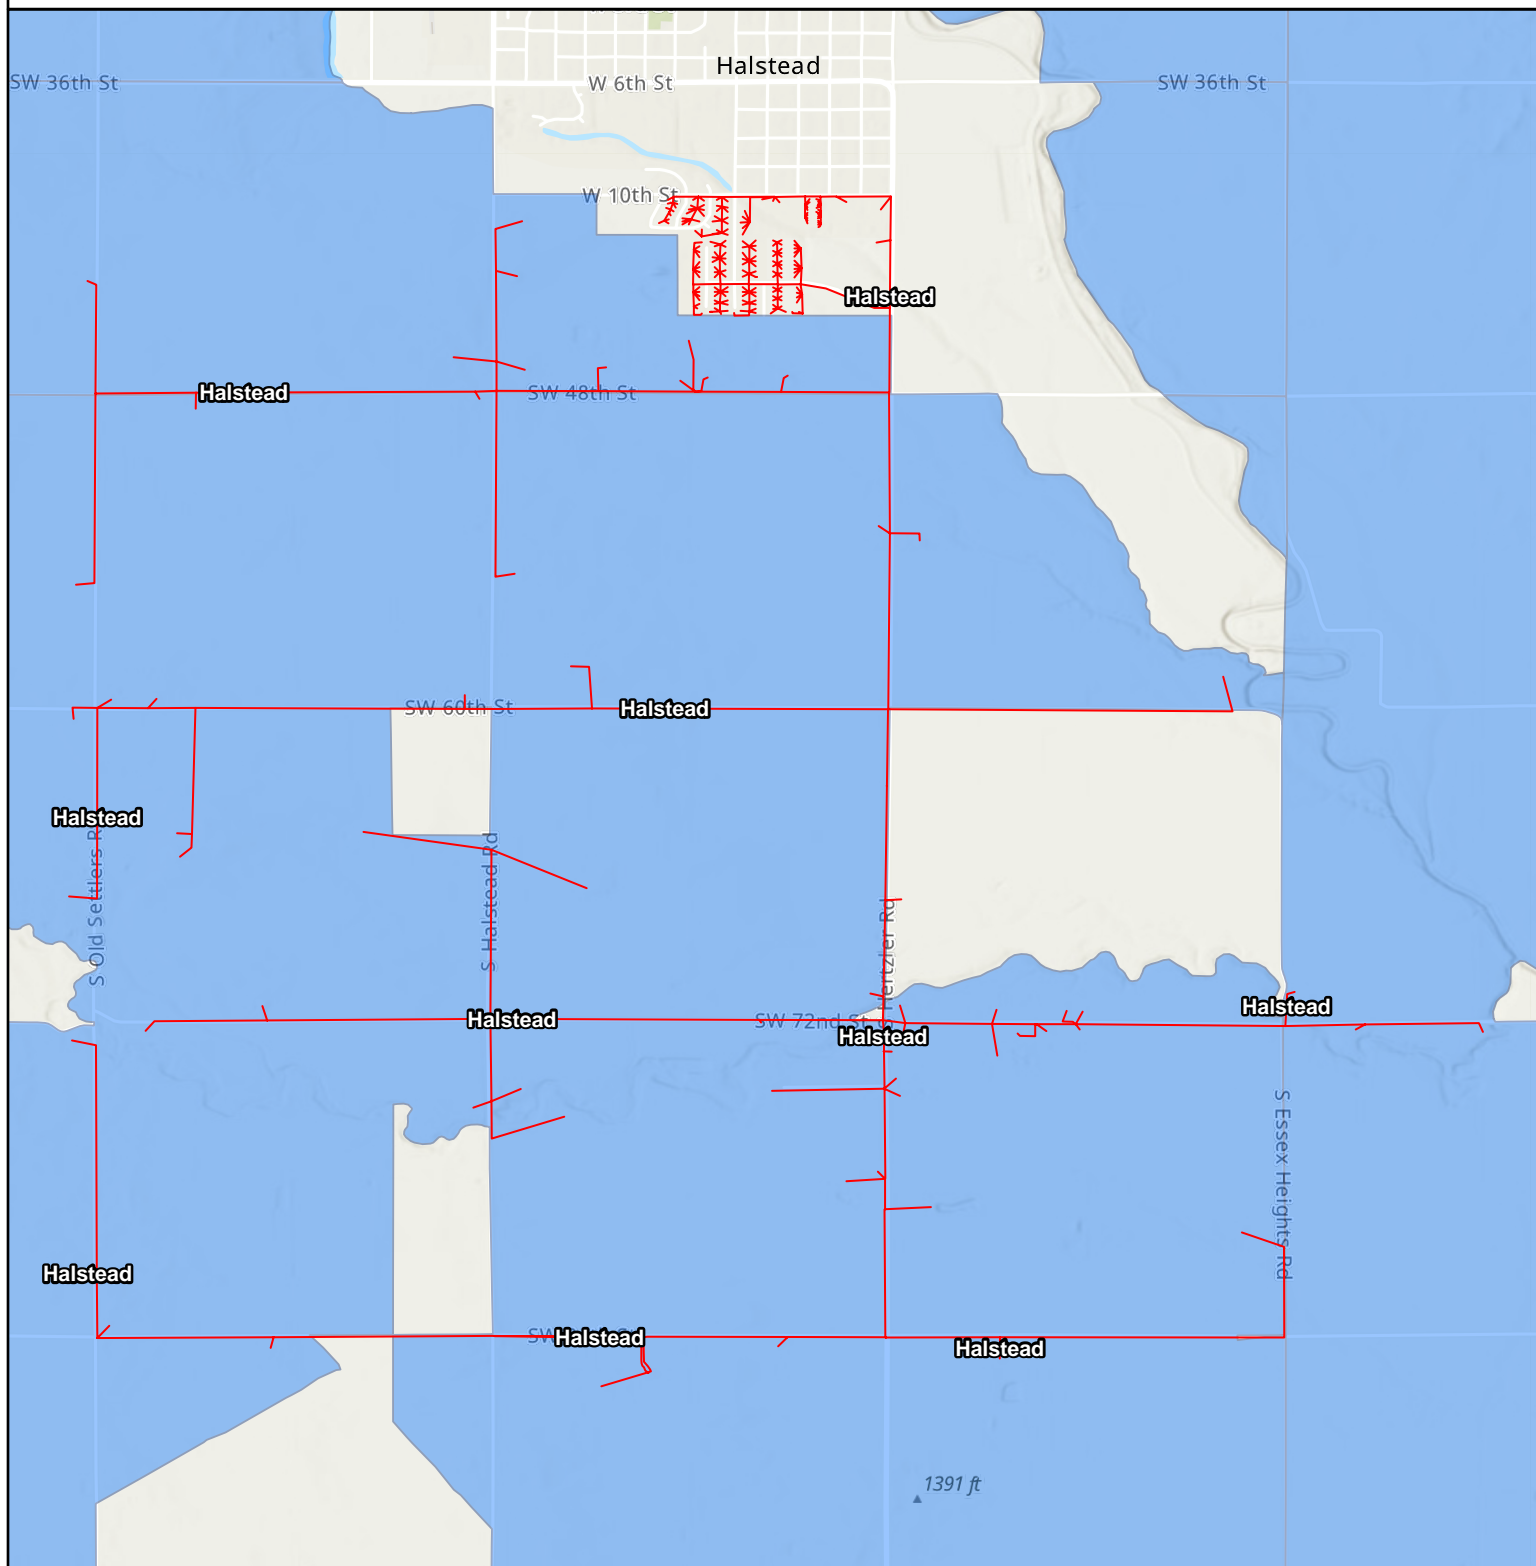 Halstead
SW 36th St
W 6th St
SW 36th St
W 10th St
Halstead
Halstead
SW 48th St
SW 60th St
Halstead
Halstead
S Old Settlers R
S Halstead Rd
S Hertzler Rd
Halstead
Halstead
SW 72nd St
Halstead
S Essex Heights Rd
Halstead
SW
Halstead
Halstead
1391 ft